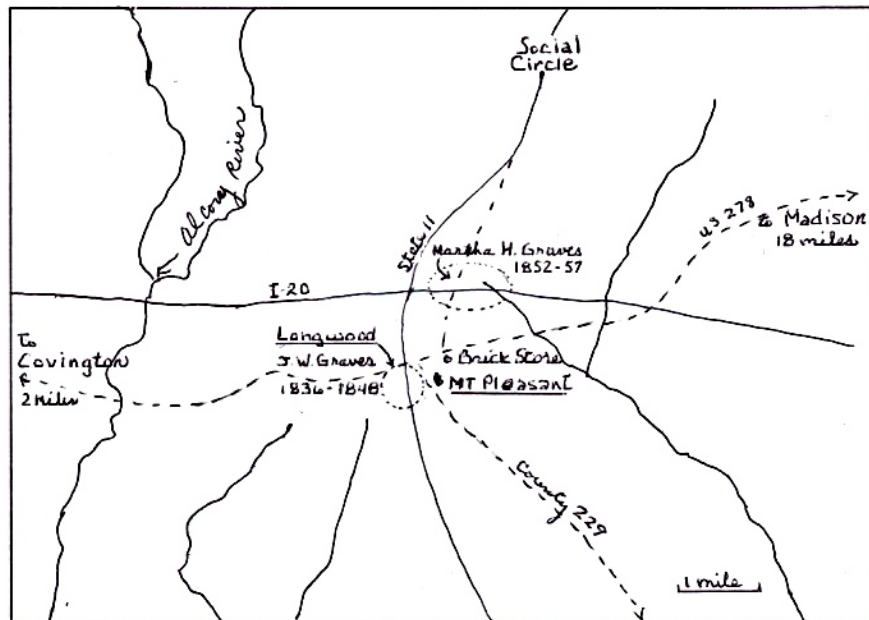 Social
Circle
Alcovy River
State 11
US 278
to Madison
18 miles
Martha H. Graves
1852-57
I-20
To
Covington
2 miles
Longwood
J.W. Graves
1836-1848
Brick Store
MT Pleasant
County 229
1 mile